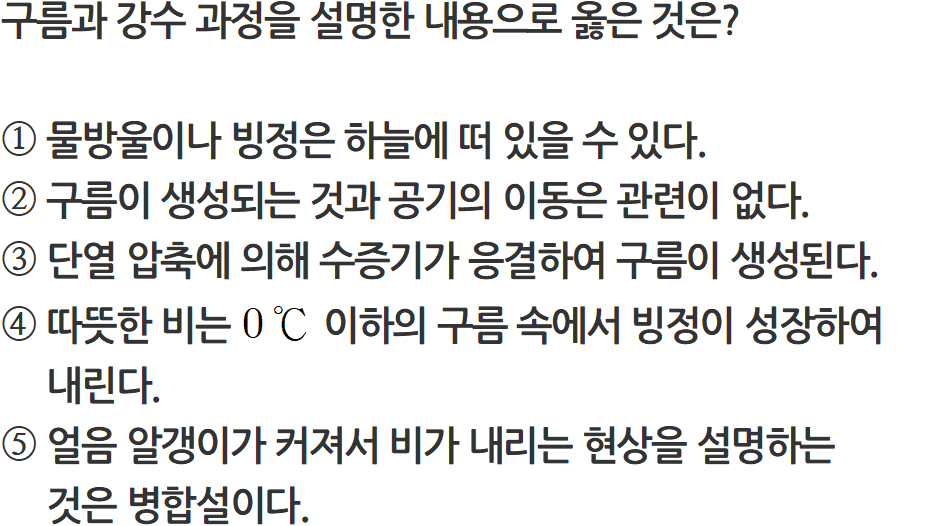 구름과 강수 과정을 설명한 내용으로 옳은 것은?
① 물방울이나 빙정은 하늘에 떠 있을 수 있다.
② 구름이 생성되는 것과 공기의 이동은 관련이 없다.
③ 단열 압축에 의해 수증기가 응결하여 구름이 생성된다.
④ 따뜻한 비는 0 ℃ 이하의 구름 속에서 빙정이 성장하여
내린다.
⑤ 얼음 알갱이가 커져서 비가 내리는 현상을 설명하는
것은 병합설이다.